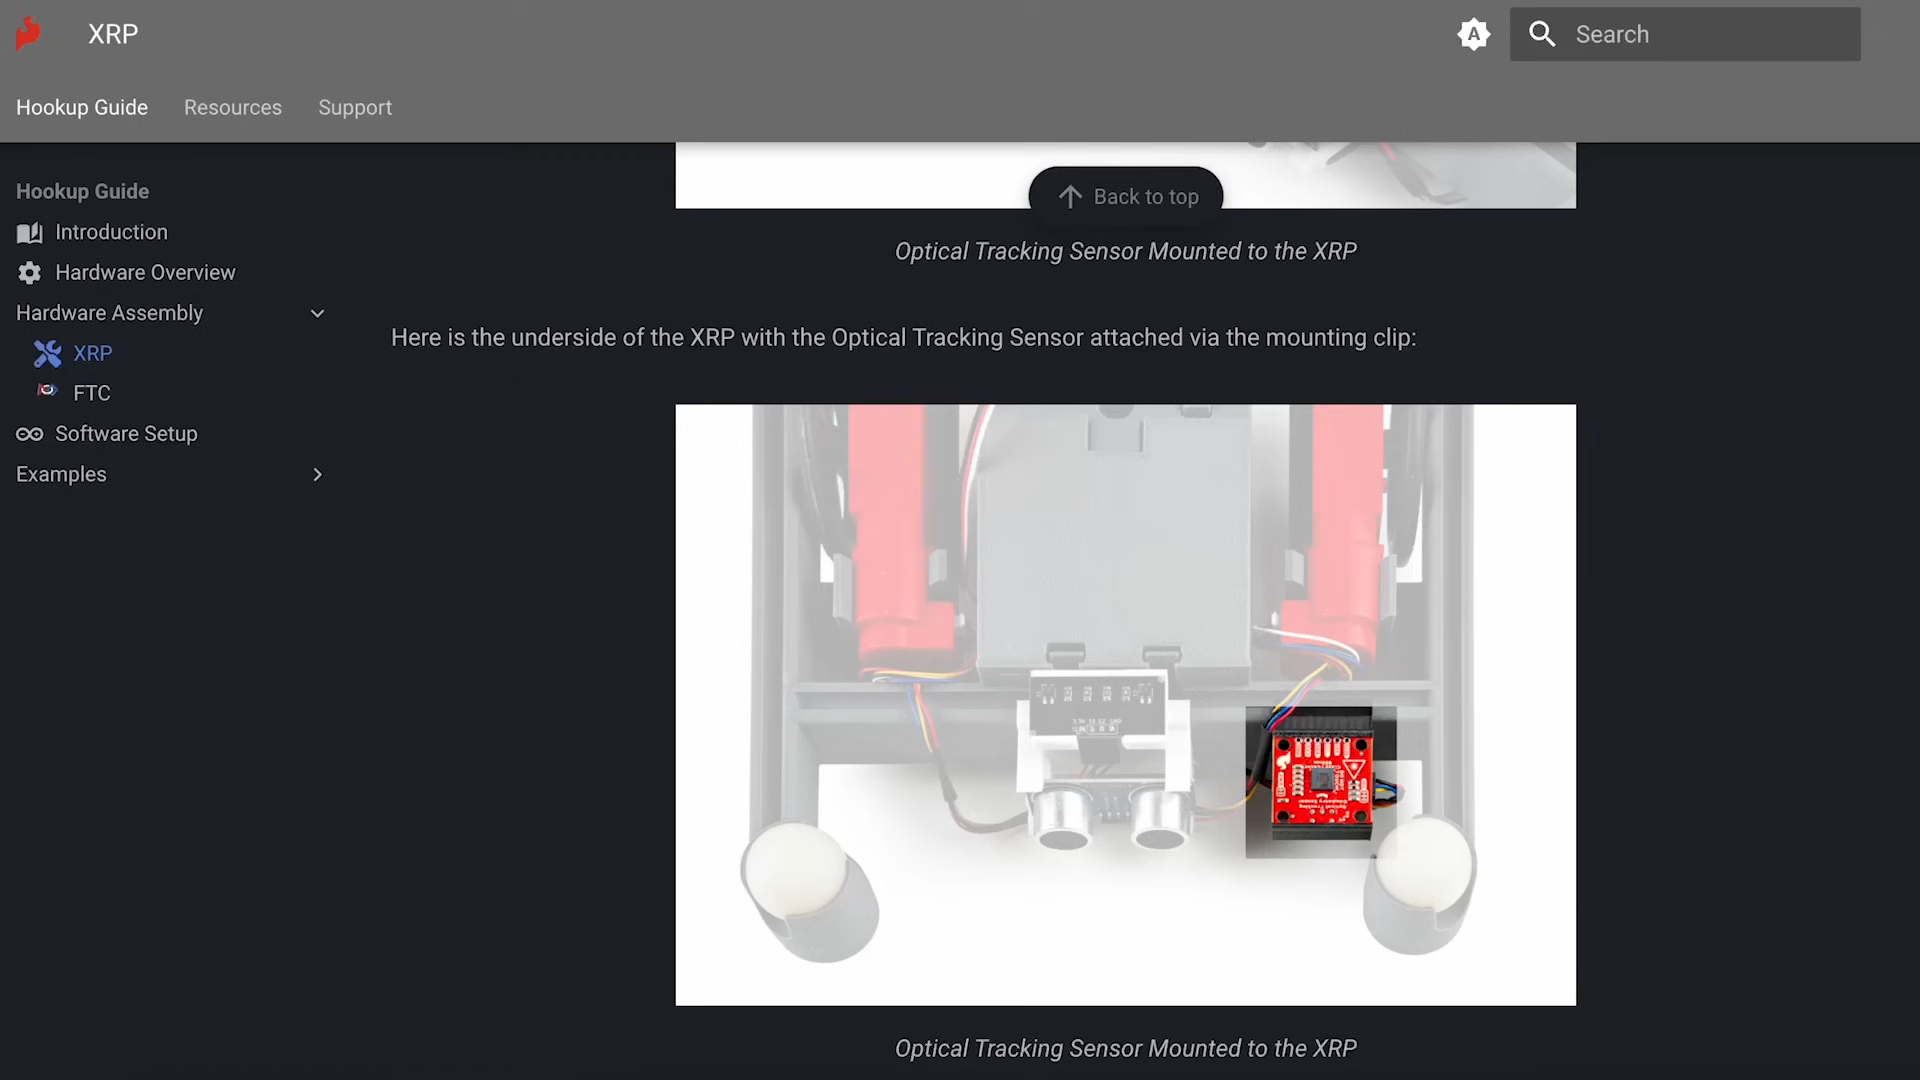 XRP
A
Search
Hookup Guide
Resources
Support
Back to top
Hookup Guide
Introduction
Hardware Overview
Hardware Assembly
XRP
FTC
Software Setup
Examples
Optical Tracking Sensor Mounted to the XRP
Here is the underside of the XRP with the Optical Tracking Sensor attached via the mounting clip:
Optical Tracking Sensor Mounted to the XRP